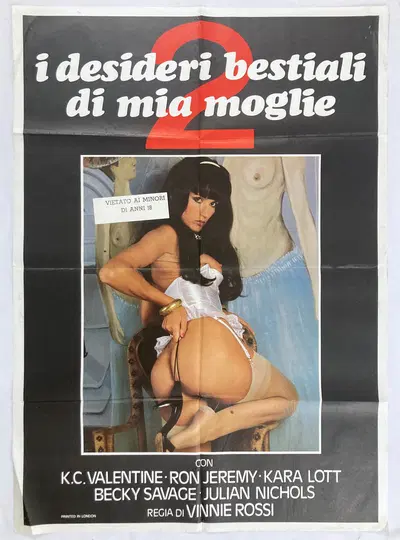 2
i desideri bestiali
di mia moglie
VIETATO AI MINORI
DI ANNI 18
CON
K.C. VALENTINE · RON JEREMY · KARA LOTT
BECKY SAVAGE · JULIAN NICHOLS
REGIA DI VINNIE ROSSI
PRINTED IN LONDON